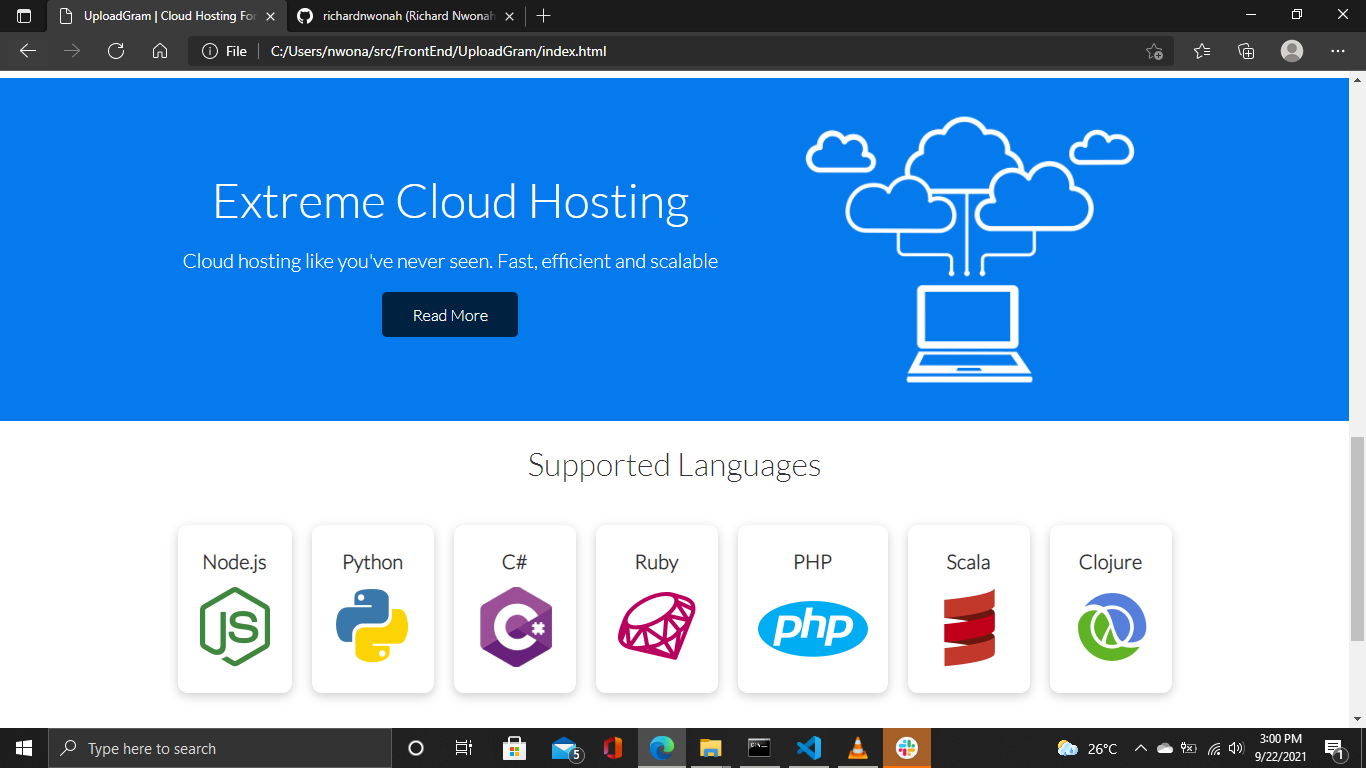 UploadGram | Cloud Hosting For
richardnwonah (Richard Nwonah
File
C:/Users/nwona/src/FrontEnd/UploadGram/index.html
Extreme Cloud Hosting
Cloud hosting like you've never seen. Fast, efficient and scalable
Read More
Supported Languages
Node.js
Python
C#
Ruby
PHP
Scala
Clojure
JS
C#
php
Type here to search
5
26°C
3:00 PM
9/22/2021
1